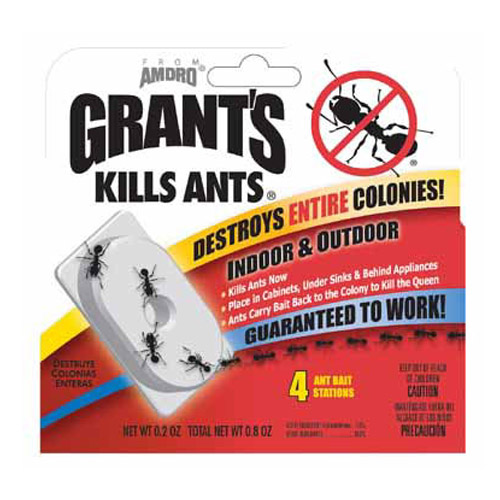 FROM
AMDRO®
GRANT'S
KILLS ANTS®
DESTROYS ENTIRE COLONIES!
INDOOR & OUTDOOR
• Kills Ants Now
• Place in Cabinets, Under Sinks & Behind Appliances
• Ants Carry Bait Back to the Colony to Kill the Queen
GUARANTEED TO WORK!
DESTRUYE
COLONIAS
ENTERAS
4 ANT BAIT
STATIONS
KEEP OUT OF REACH
OF CHILDREN
CAUTION
PRECAUCIÓN
NET WT 0.2 OZ TOTAL NET WT 0.8 OZ